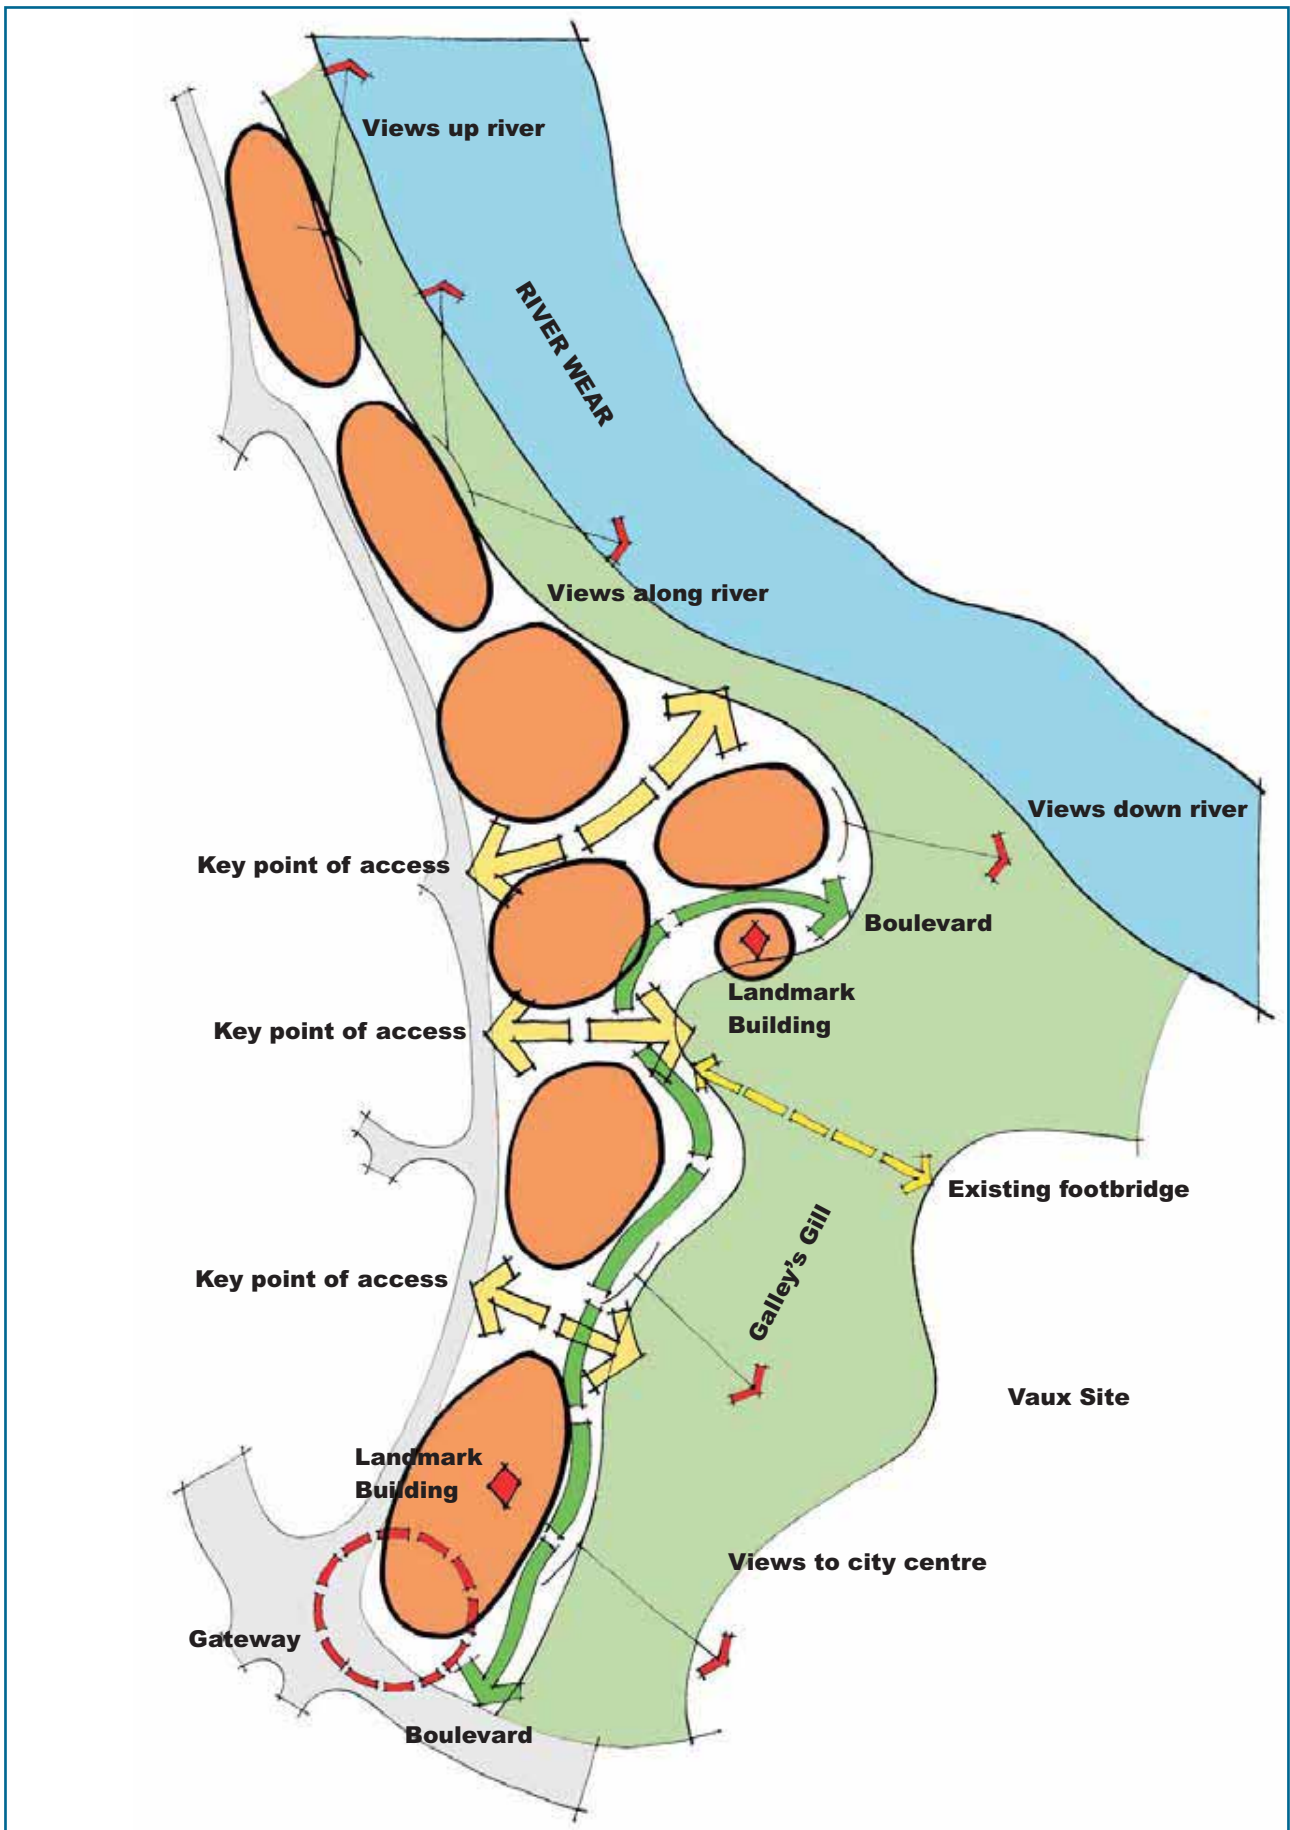 Views up river
RIVER WEAR
Views along river
Views down river
Key point of access
Boulevard
Landmark
Building
Key point of access
Existing footbridge
Galley's Gill
Key point of access
Vaux Site
Landmark
Building
Views to city centre
Gateway
Boulevard